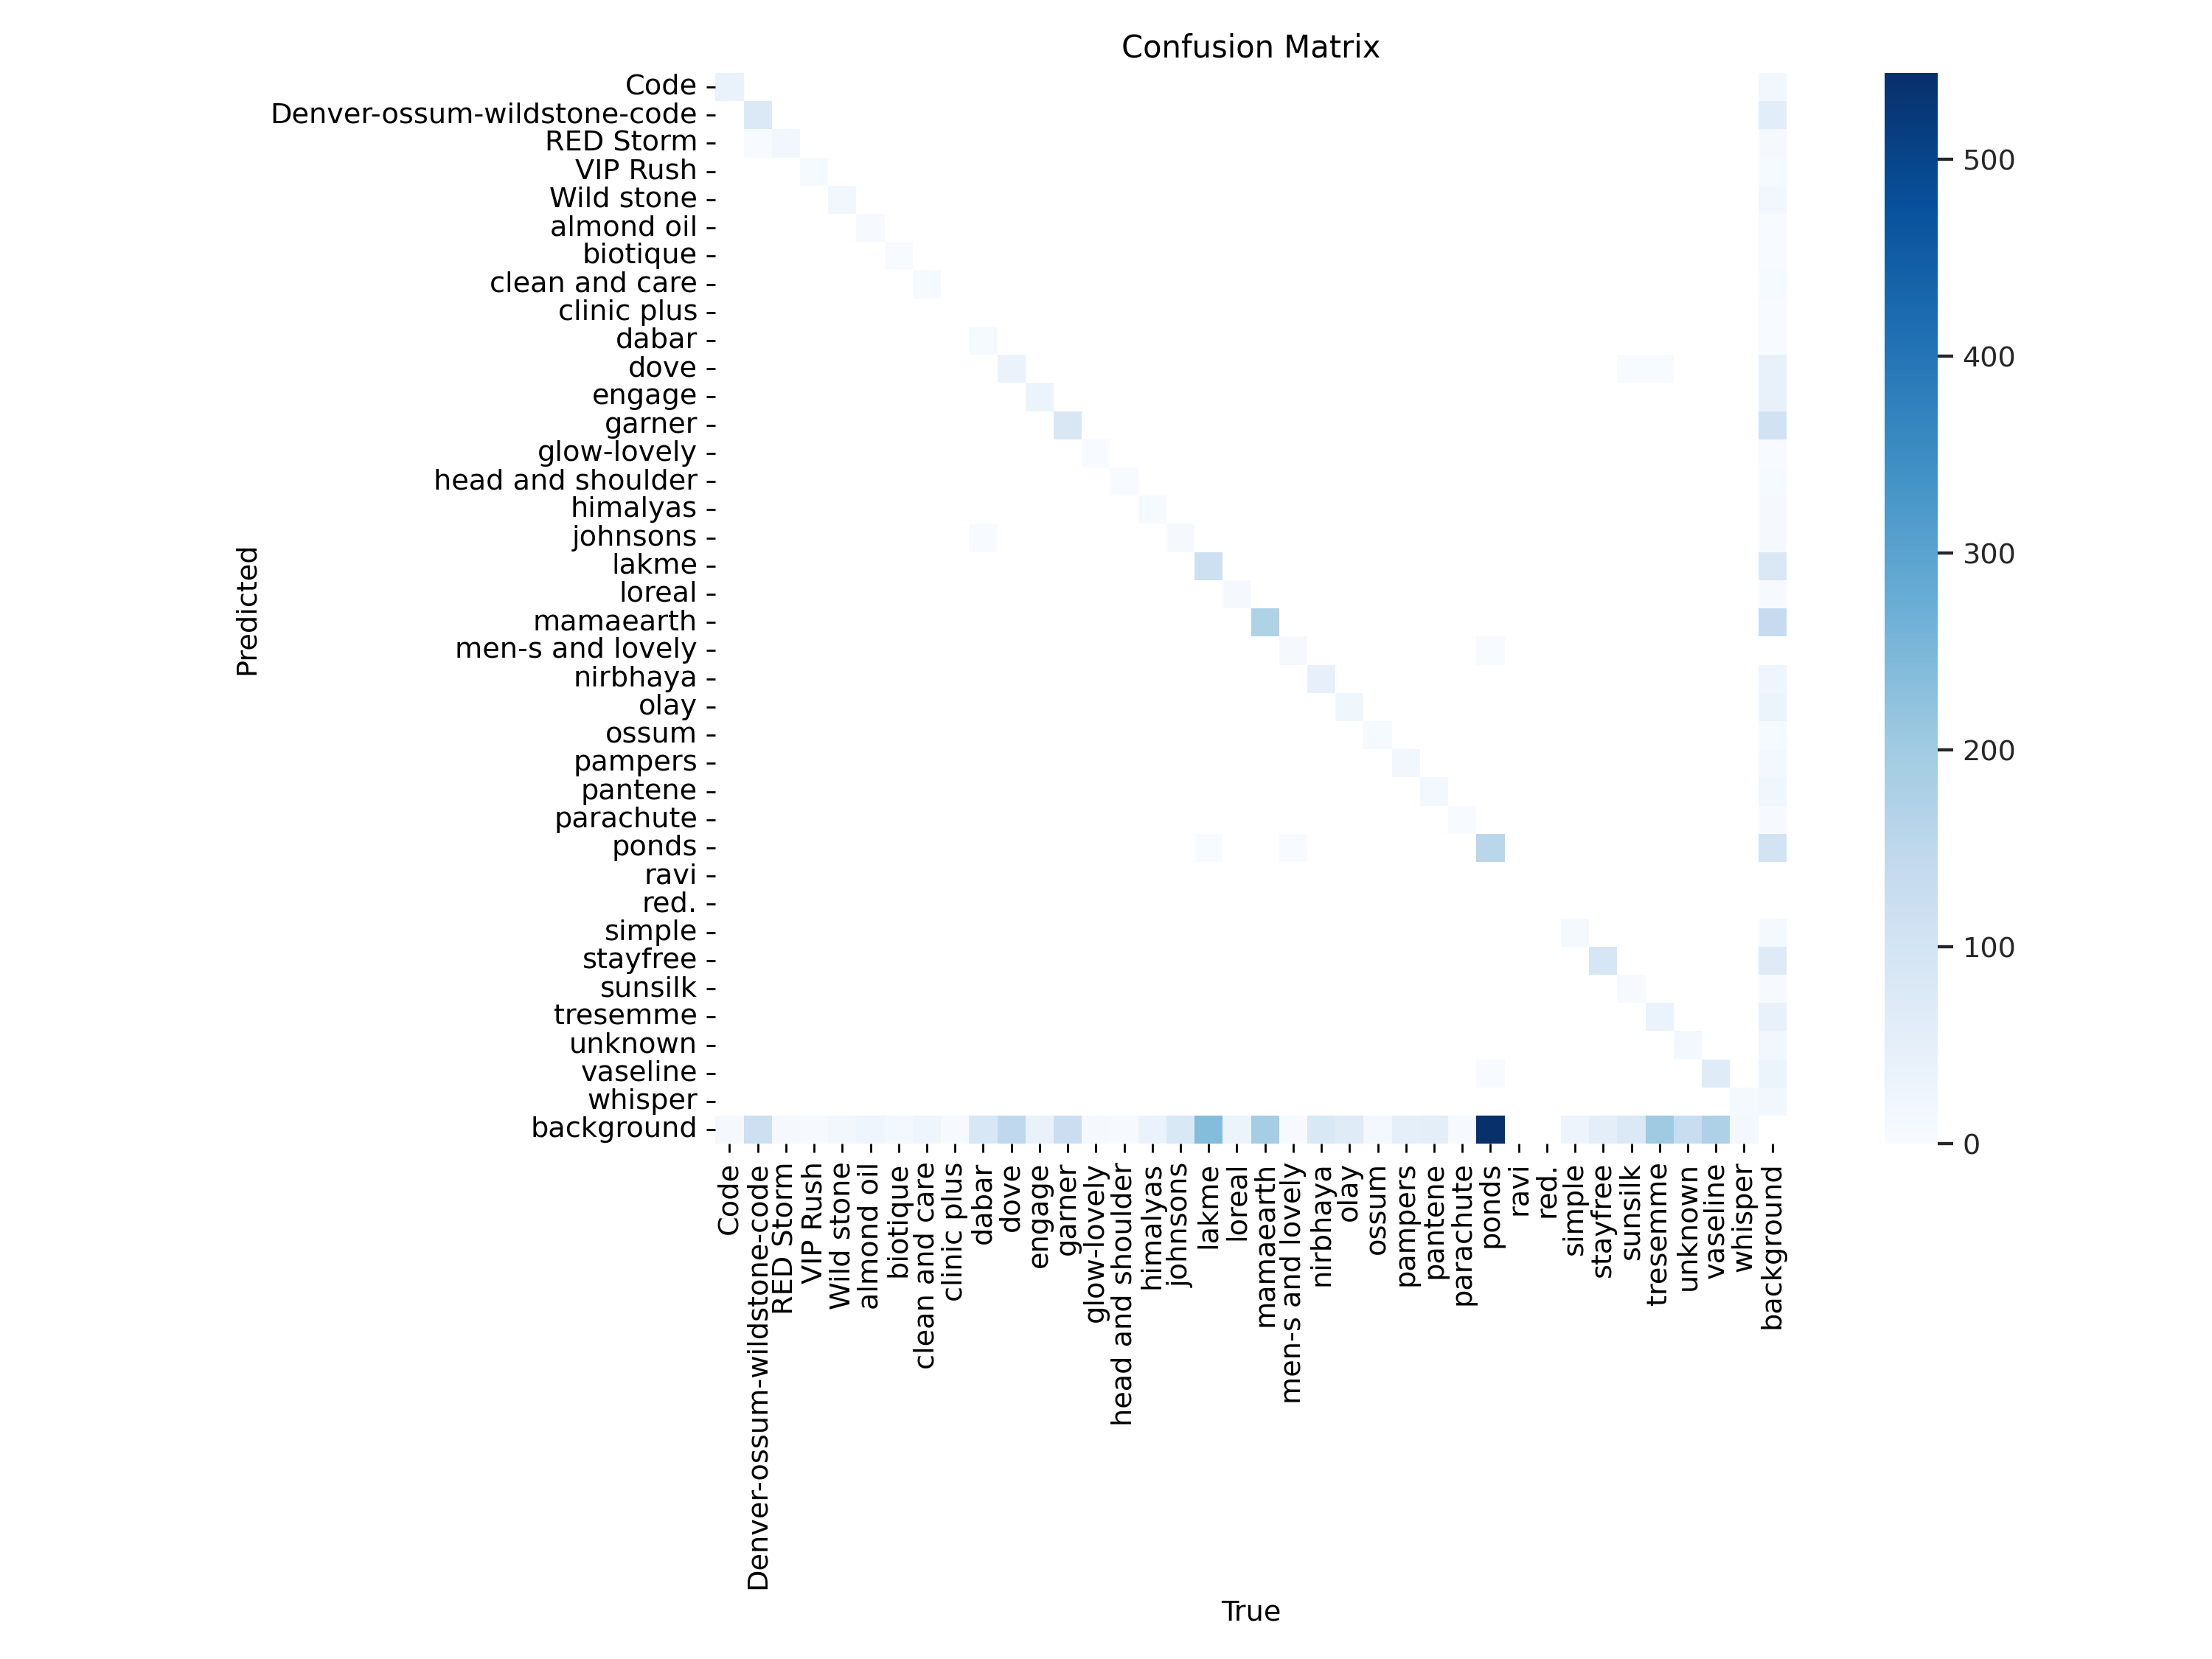 Confusion Matrix
Code
Denver-ossum-wildstone-code
RED Storm
VIP Rush
Wild stone
almond oil
biotique
clean and care
clinic plus
dabar
dove
engage
garner
glow-lovely
head and shoulder
himalyas
johnsons
lakme
loreal
mamaearth
men-s and lovely
nirbhaya
olay
ossum
pampers
pantene
parachute
ponds
ravi
red.
simple
stayfree
sunsilk
tresemme
unknown
vaseline
whisper
background
Predicted
Code
Denver-ossum-wildstone-code
RED Storm
VIP Rush
Wild stone
almond oil
biotique
clean and care
clinic plus
dabar
dove
engage
garner
glow-lovely
head and shoulder
himalyas
johnsons
lakme
loreal
mamaearth
men-s and lovely
nirbhaya
olay
ossum
pampers
pantene
parachute
ponds
ravi
red.
simple
stayfree
sunsilk
tresemme
unknown
vaseline
whisper
background
True
500
400
300
200
100
0